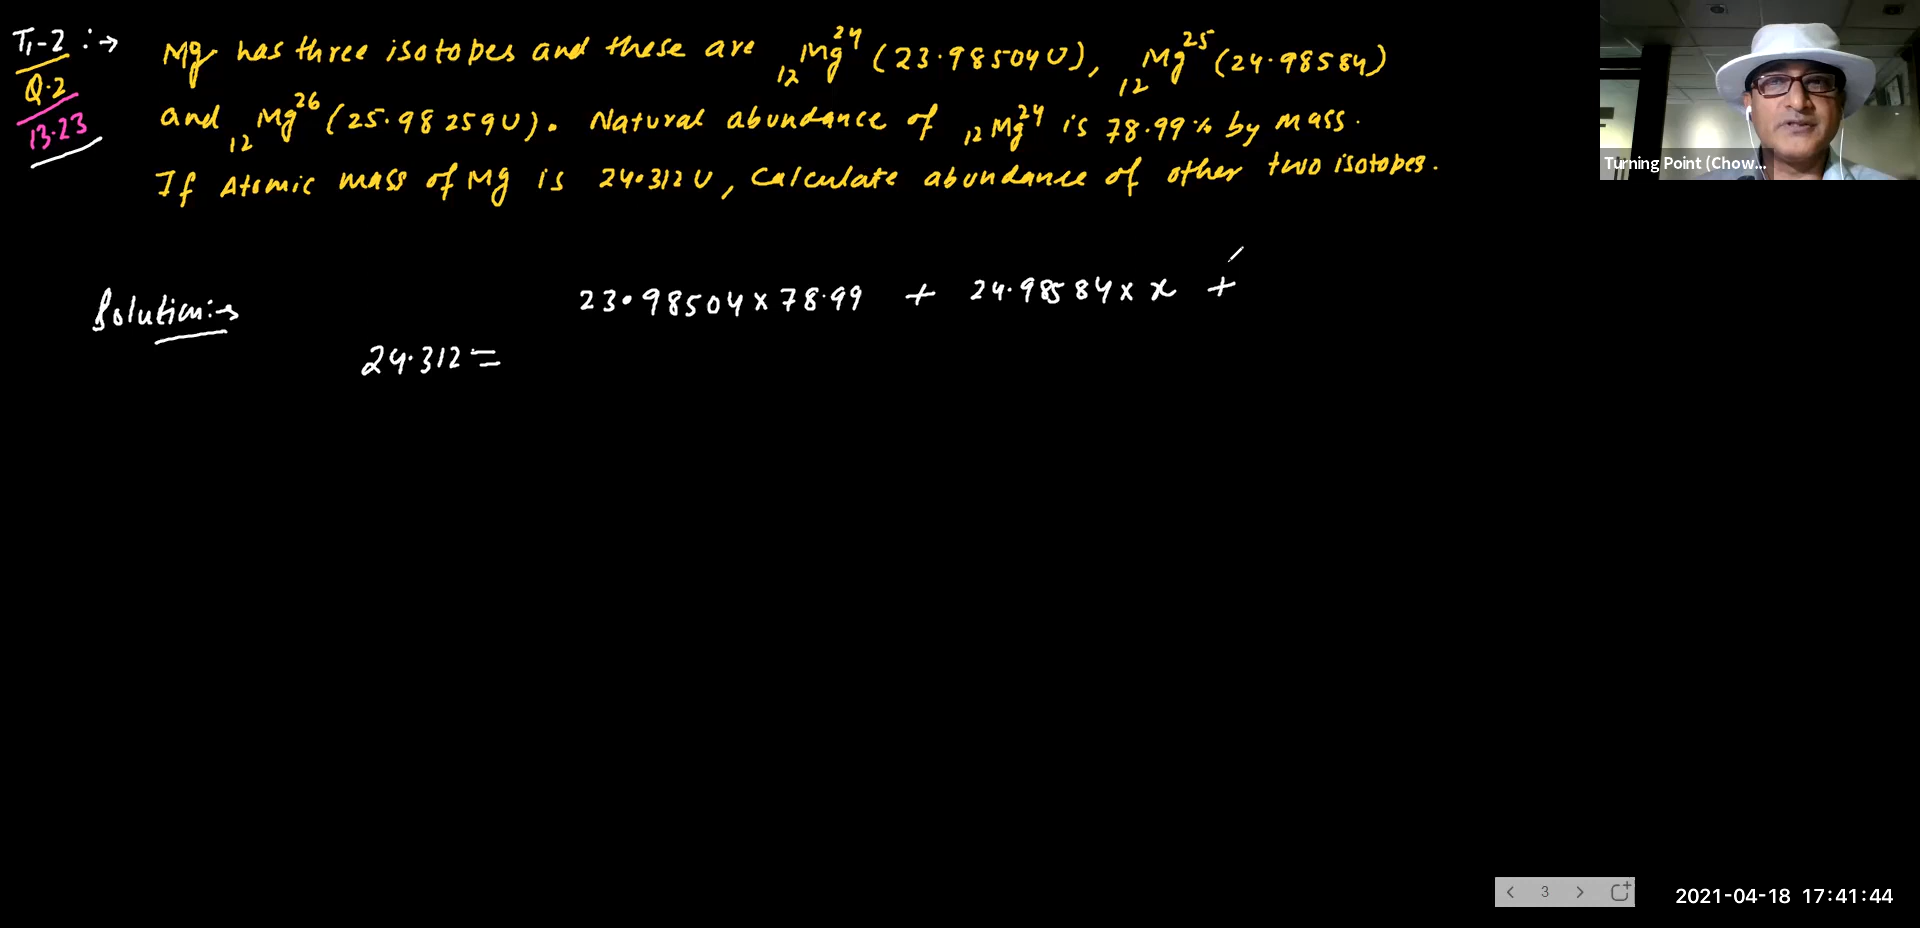 T1-2 :→ Mg has three isotopes and these are ₁₂Mg²⁴ (23.98504U), ₁₂Mg²⁵ (24.98584)
Q.2
13.23
and ₁₂Mg²⁶ (25.98259U). Natural abundance of ₁₂Mg²⁴ is 78.99% by mass.
If Atomic mass of Mg is 24.312U, Calculate abundance of other two isotopes.
Solution:→
23.98504 x 78.99 + 24.98584 x x +
24.312 =
Turning Point (Chow...
3
2021-04-18 17:41:44